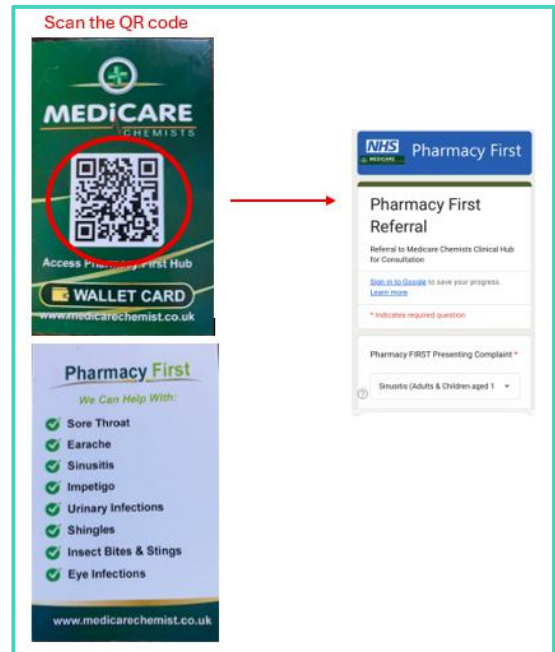 Scan the QR code
MEDiCARE
CHEMISTS
Access Pharmacy First Hub
WALLET CARD
www.medicarechemist.co.uk
Pharmacy First
We Can Help With:
Sore Throat
Earache
Sinusitis
Impetigo
Urinary Infections
Shingles
Insect Bites & Stings
Eye Infections
www.medicarechemist.co.uk
NHS
MEDICARE
Pharmacy First
Pharmacy First
Referral
Referral to Medicare Chemists Clinical Hub
for Consultation
Sign in to Google to save your progress.
Learn more
* Indicates required question
Pharmacy FIRST Presenting Complaint *
Sinusitis (Adults & Children aged 1